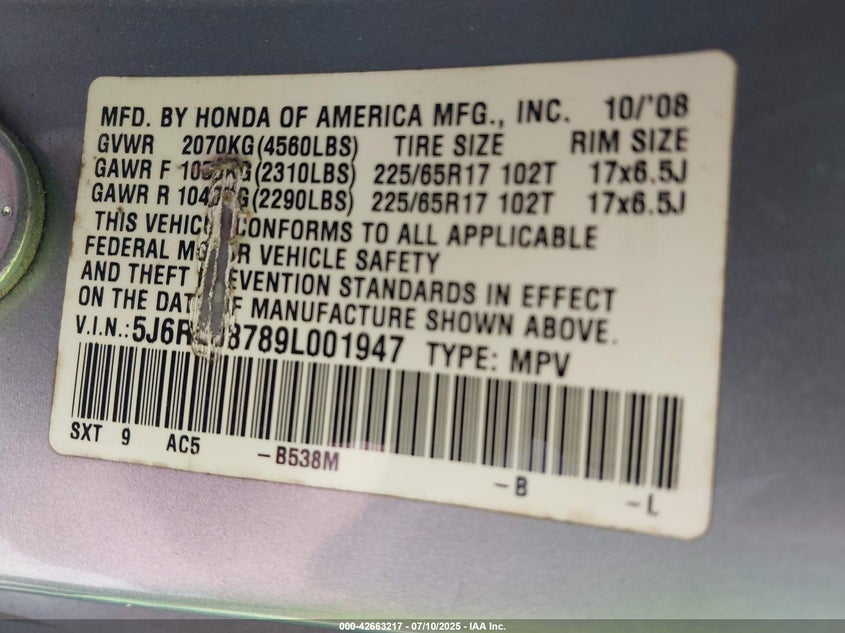 MFD. BY HONDA OF AMERICA MFG., INC. 10/'08
GVWR 2070KG(4560LBS) TIRE SIZE RIM SIZE
GAWR F (2310LBS) 225/65R17 102T 17x6.5J
GAWR R (2290LBS) 225/65R17 102T 17x6.5J
THIS CONFORMS TO ALL APPLICABLE
FEDERAL VEHICLE SAFETY
AND THEFT STANDARDS IN EFFECT
ON THE MANUFACTURE SHOWN ABOVE.
V.I.N.: TYPE: MPV
SXT 9 AC5 -B538M -B -L
000-42663217 - 07/10/2025 - IAA Inc.